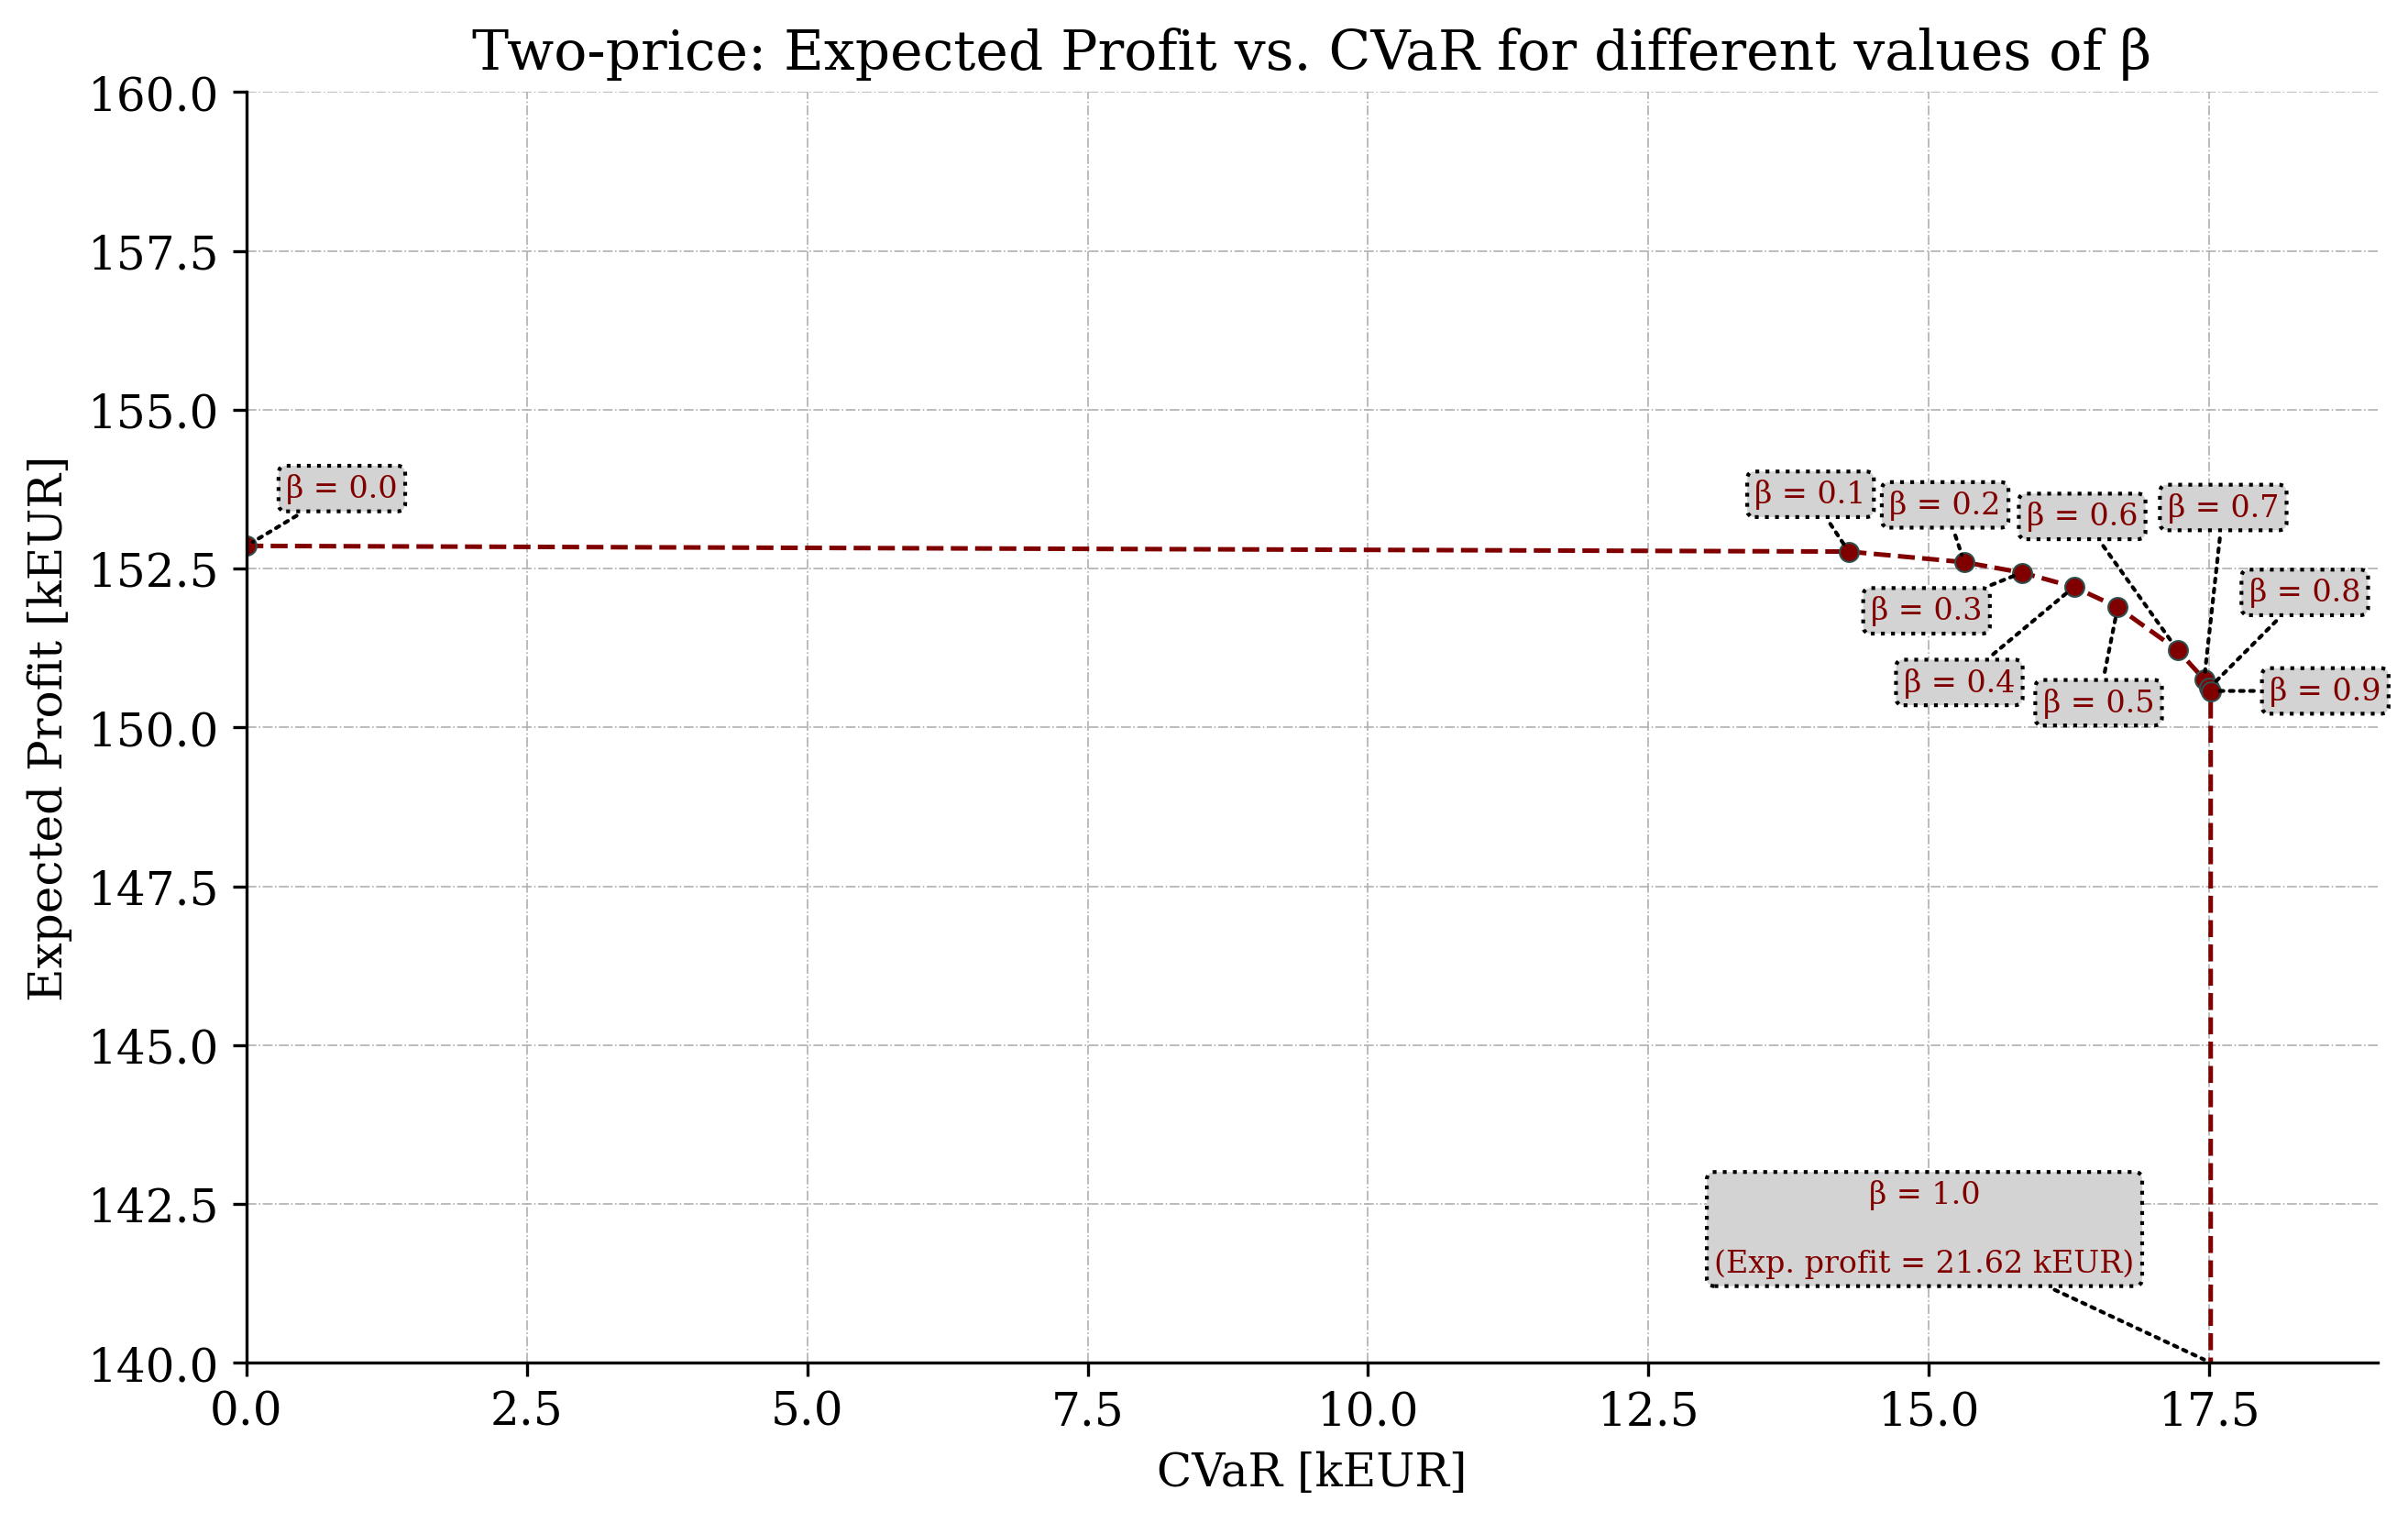 Two-price: Expected Profit vs. CVaR for different values of β
Expected Profit [kEUR]
160.0
157.5
155.0
152.5
150.0
147.5
145.0
142.5
140.0
β = 0.0
β = 0.1
β = 0.2
β = 0.6
β = 0.7
β = 0.3
β = 0.8
β = 0.4
β = 0.5
β = 0.9
β = 1.0
(Exp. profit = 21.62 kEUR)
0.0
2.5
5.0
7.5
10.0
12.5
15.0
17.5
CVaR [kEUR]